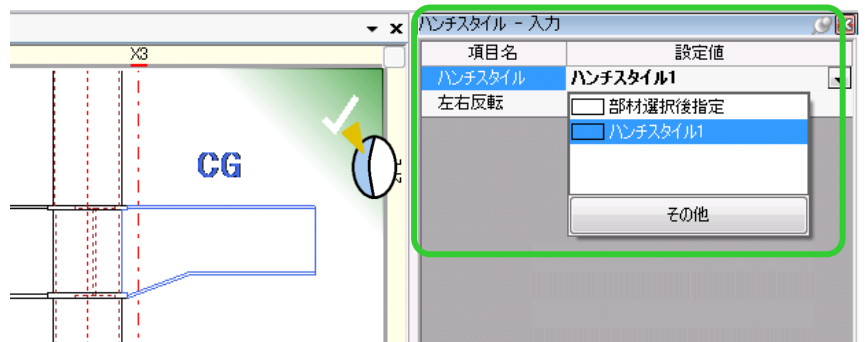 ハンチスタイル - 入力
X3
項目名
設定値
ハンチスタイル
ハンチスタイル1
左右反転
部材選択後指定
ハンチスタイル1
その他
CG